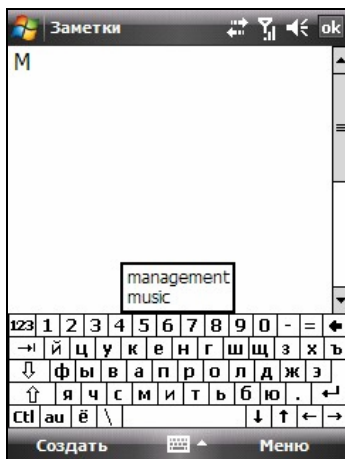 Заметки ok
M
management
music
123 1 2 3 4 5 6 7 8 9 0 - =
й ц у к е н г ш щ з х ъ
ф ы в а п р о л д ж э
я ч с м и т ь б ю .
Ctl au ё \
Создать Меню